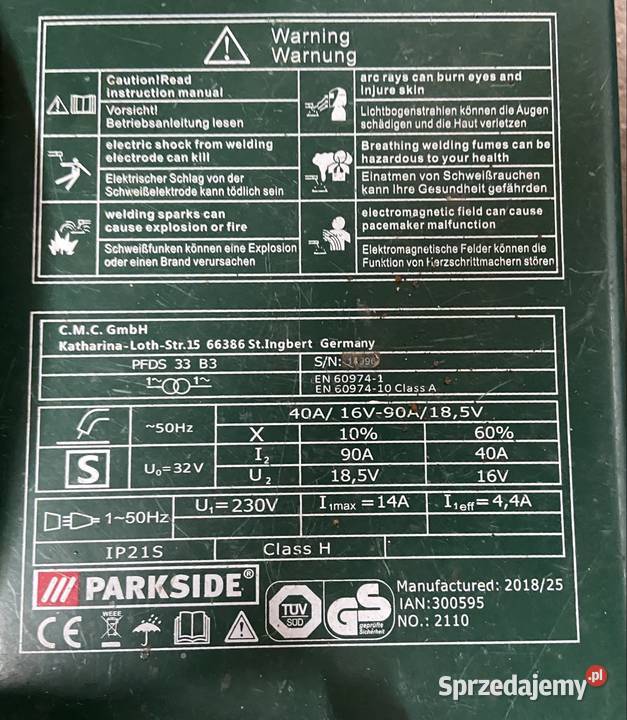 Warning
Warnung
Caution!Read
instruction manual
Vorsicht!
Betriebsanleitung lesen
arc rays can burn eyes and
injure skin
Lichtbogenstrahlen können die Augen
schädigen und die Haut verletzen
electric shock from welding
electrode can kill
Elektrischer Schlag von der
Schweißelektrode kann tödlich sein
Breathing welding fumes can be
hazardous to your health
Einatmen von Schweißrauchen
kann Ihre Gesundheit gefährden
welding sparks can
cause explosion or fire
Schweißfunken können eine Explosion
oder einen Brand verursachen
electromagnetic field can cause
pacemaker malfunction
Elektromagnetische Felder können die
Funktion von Herzschrittmachern stören
C.M.C. GmbH
Katharina-Loth-Str.15 66386 St.Ingbert Germany
PFDS 33 B3
S/N:
1~ 1~
EN 60974-1
EN 60974-10 Class A
~50Hz
40A/ 16V-90A/18,5V
X 10% 60%
S
U₀=32V
I₂ 90A 40A
U₂ 18,5V 16V
1~50Hz
U₁=230V I₁max=14A I₁eff=4,4A
IP21S Class H
PARKSIDE®
Manufactured: 2018/25
IAN:300595
NO.: 2110
CE
WEEE
TÜV
SÜD
GS
geprüfte
Sicherheit
Sprzedajemy.pl